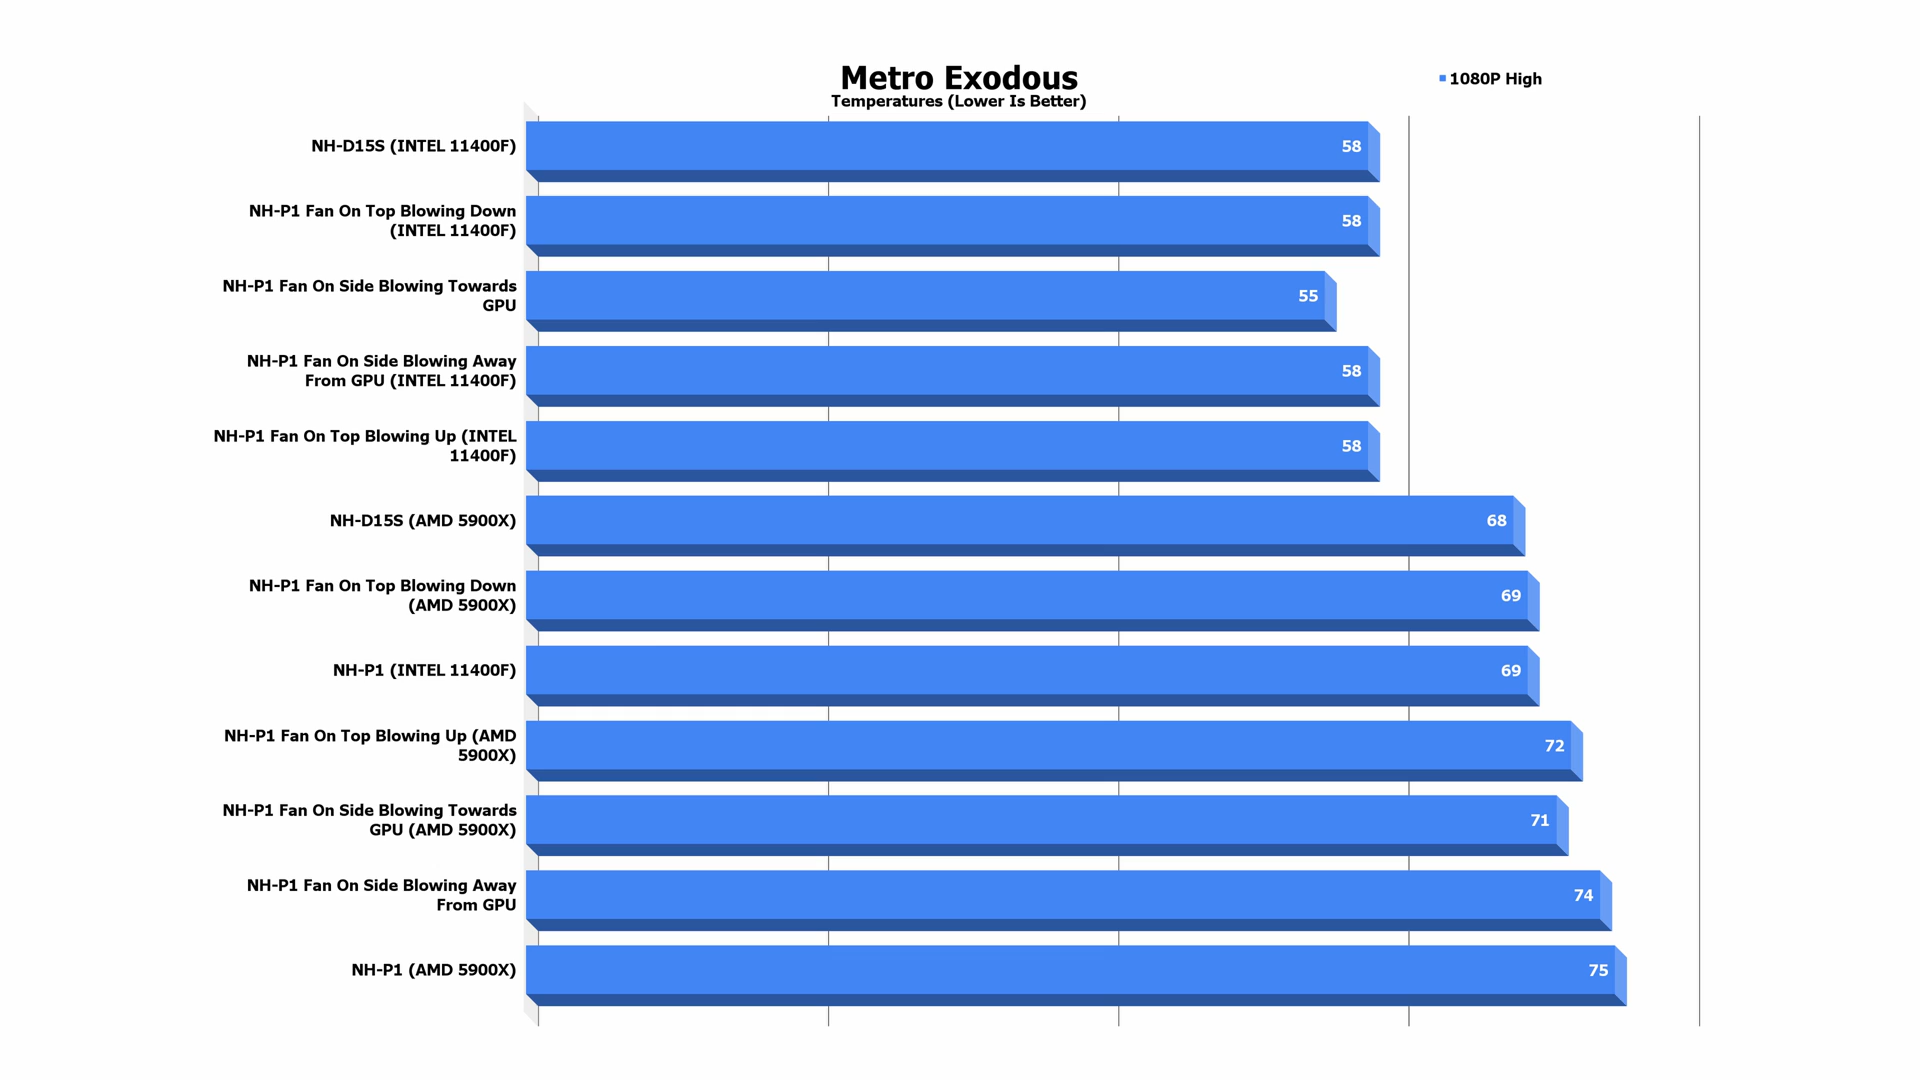 Metro Exodous
Temperatures (Lower Is Better)
1080P High
NH-D15S (INTEL 11400F)
58
NH-P1 Fan On Top Blowing Down
(INTEL 11400F)
58
NH-P1 Fan On Side Blowing Towards
GPU
55
NH-P1 Fan On Side Blowing Away
From GPU (INTEL 11400F)
58
NH-P1 Fan On Top Blowing Up (INTEL
11400F)
58
NH-D15S (AMD 5900X)
68
NH-P1 Fan On Top Blowing Down
(AMD 5900X)
69
NH-P1 (INTEL 11400F)
69
NH-P1 Fan On Top Blowing Up (AMD
5900X)
72
NH-P1 Fan On Side Blowing Towards
GPU (AMD 5900X)
71
NH-P1 Fan On Side Blowing Away
From GPU
74
NH-P1 (AMD 5900X)
75